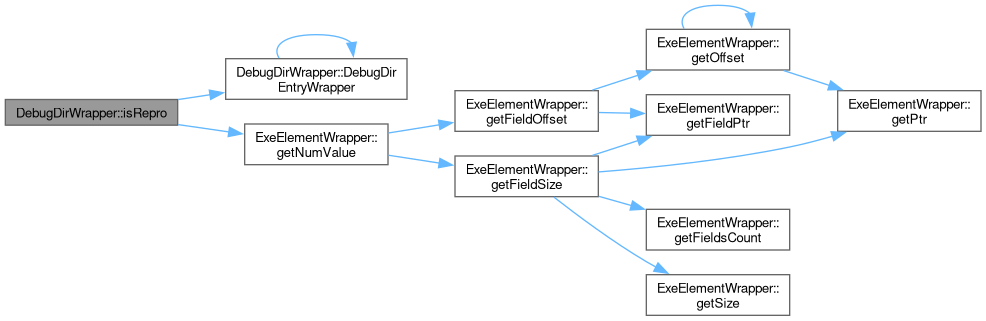 DebugDirWrapper::isRepro
DebugDirWrapper::DebugDir
EntryWrapper
ExeElementWrapper::
getNumValue
ExeElementWrapper::
getFieldOffset
ExeElementWrapper::
getFieldSize
ExeElementWrapper::
getOffset
ExeElementWrapper::
getFieldPtr
ExeElementWrapper::
getFieldsCount
ExeElementWrapper::
getSize
ExeElementWrapper::
getPtr